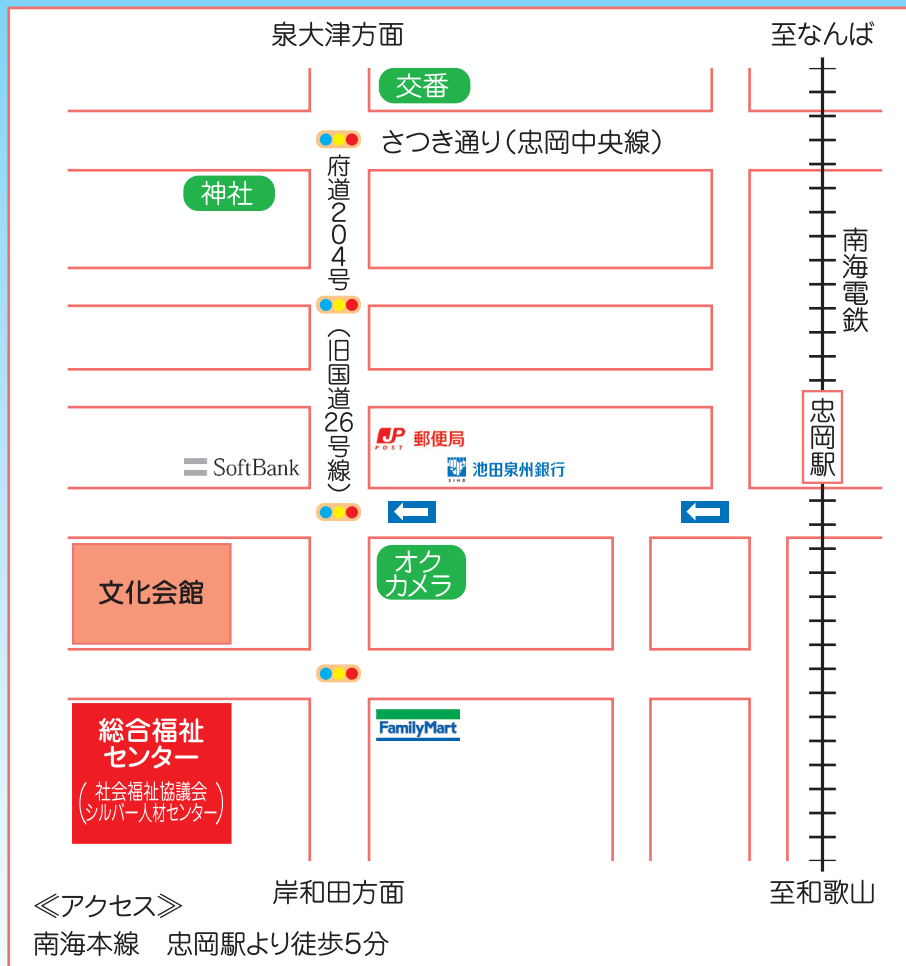 泉大津方面
至なんば
交番
さつき通り(忠岡中央線)
神社
府道204号
(旧国道26号線)
南海電鉄
忠岡駅
JP
POST
郵便局
SoftBank
池田泉州銀行
SIHD
文化会館
オク
カメラ
総合福祉
センター
(社会福祉協議会
シルバー人材センター)
FamilyMart
岸和田方面
至和歌山
≪アクセス≫
南海本線　忠岡駅より徒歩5分